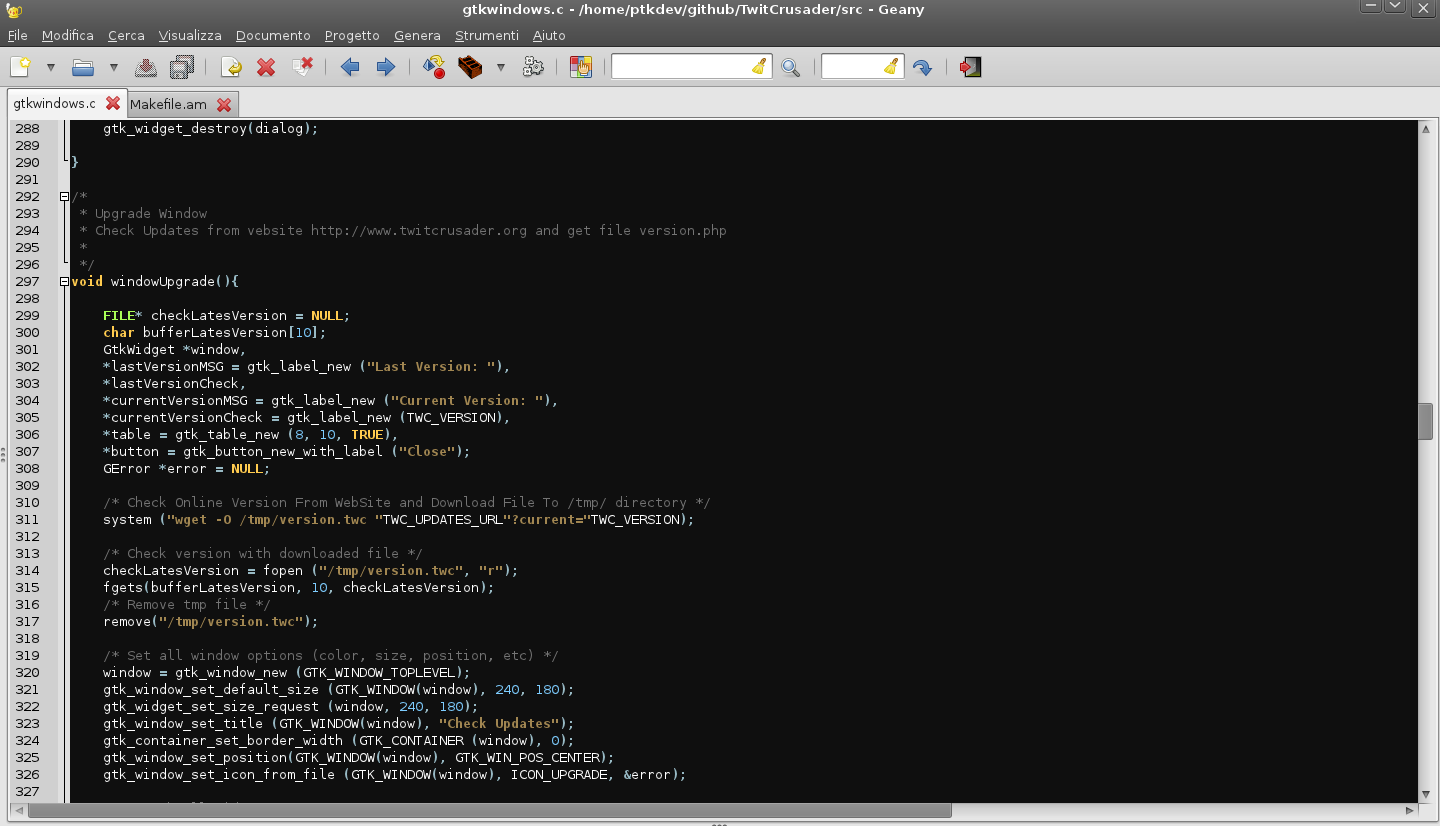 gtkwindows.c - /home/ptkdev/github/TwitCrusader/src - Geany
File Modifica Cerca Visualizza Documento Progetto Genera Strumenti Aiuto
gtkwindows.c Makefile.am
288 gtk_widget_destroy(dialog);
289
290 }
291
292 /*
293 * Upgrade Window
294 * Check Updates from vebsite http://www.twitcrusader.org and get file version.php
295 *
296 */
297 void windowUpgrade(){
298
299 FILE* checkLatesVersion = NULL;
300 char bufferLatesVersion[10];
301 GtkWidget *window,
302 *lastVersionMSG = gtk_label_new ("Last Version: "),
303 *lastVersionCheck,
304 *currentVersionMSG = gtk_label_new ("Current Version: "),
305 *currentVersionCheck = gtk_label_new (TWC_VERSION),
306 *table = gtk_table_new (8, 10, TRUE),
307 *button = gtk_button_new_with_label ("Close");
308 GError *error = NULL;
309
310 /* Check Online Version From WebSite and Download File To /tmp/ directory */
311 system ("wget -O /tmp/version.twc "TWC_UPDATES_URL"?current="TWC_VERSION);
312
313 /* Check version with downloaded file */
314 checkLatesVersion = fopen ("/tmp/version.twc", "r");
315 fgets(bufferLatesVersion, 10, checkLatesVersion);
316 /* Remove tmp file */
317 remove("/tmp/version.twc");
318
319 /* Set all window options (color, size, position, etc) */
320 window = gtk_window_new (GTK_WINDOW_TOPLEVEL);
321 gtk_window_set_default_size (GTK_WINDOW(window), 240, 180);
322 gtk_widget_set_size_request (window, 240, 180);
323 gtk_window_set_title (GTK_WINDOW(window), "Check Updates");
324 gtk_container_set_border_width (GTK_CONTAINER (window), 0);
325 gtk_window_set_position(GTK_WINDOW(window), GTK_WIN_POS_CENTER);
326 gtk_window_set_icon_from_file (GTK_WINDOW(window), ICON_UPGRADE, &error);
327